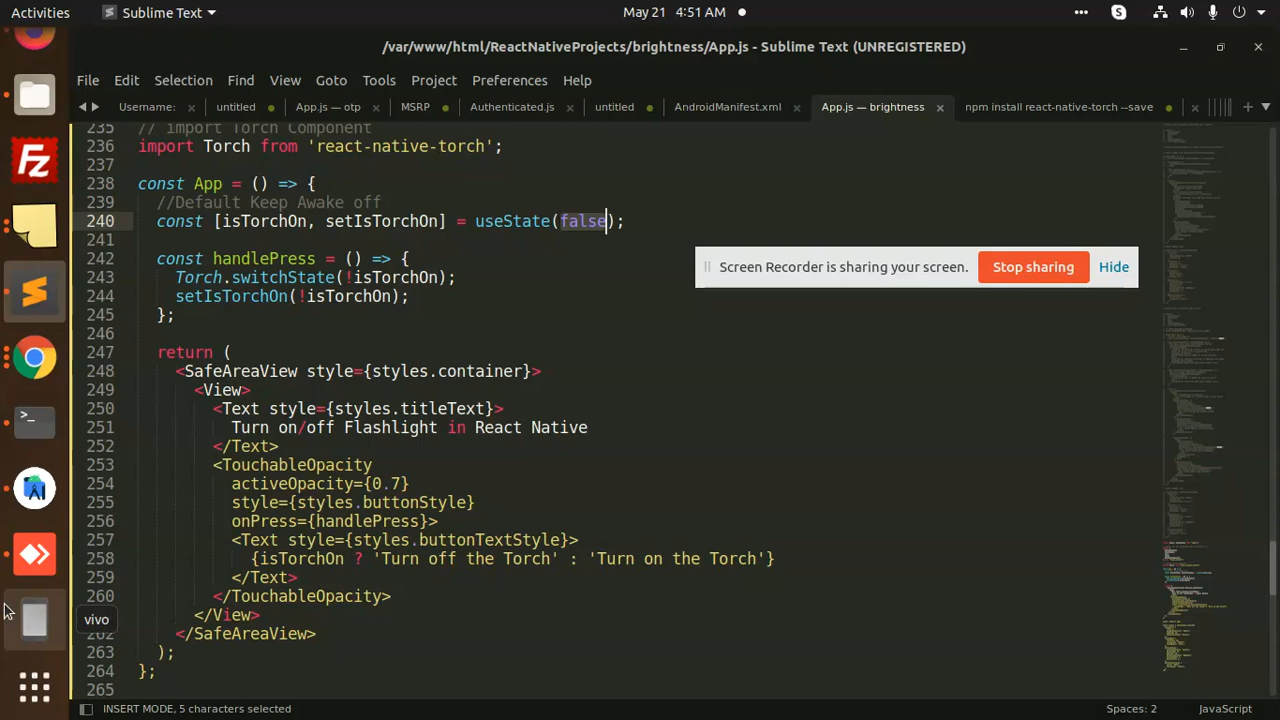 Activities
Sublime Text
May 21 4:51 AM
/var/www/html/ReactNativeProjects/brightness/App.js - Sublime Text (UNREGISTERED)
File Edit Selection Find View Goto Tools Project Preferences Help
Username: untitled App.js — otp MSRP Authenticated.js untitled AndroidManifest.xml App.js — brightness npm install react-native-torch --save
235 // import Torch Component
236 import Torch from 'react-native-torch';
237
238 const App = () => {
239 //Default Keep Awake off
240 const [isTorchOn, setIsTorchOn] = useState(false);
241
242 const handlePress = () => {
243 Torch.switchState(!isTorchOn);
244 setIsTorchOn(!isTorchOn);
245 };
246
247 return (
248 <SafeAreaView style={styles.container}>
249 <View>
250 <Text style={styles.titleText}>
251 Turn on/off Flashlight in React Native
252 </Text>
253 <TouchableOpacity
254 activeOpacity={0.7}
255 style={styles.buttonStyle}
256 onPress={handlePress}>
257 <Text style={styles.buttonTextStyle}>
258 {isTorchOn ? 'Turn off the Torch' : 'Turn on the Torch'}
259 </Text>
260 </TouchableOpacity>
</View>
262 </SafeAreaView>
263 );
264 };
265
Screen Recorder is sharing your screen. Stop sharing Hide
vivo
INSERT MODE, 5 characters selected
Spaces: 2
JavaScript